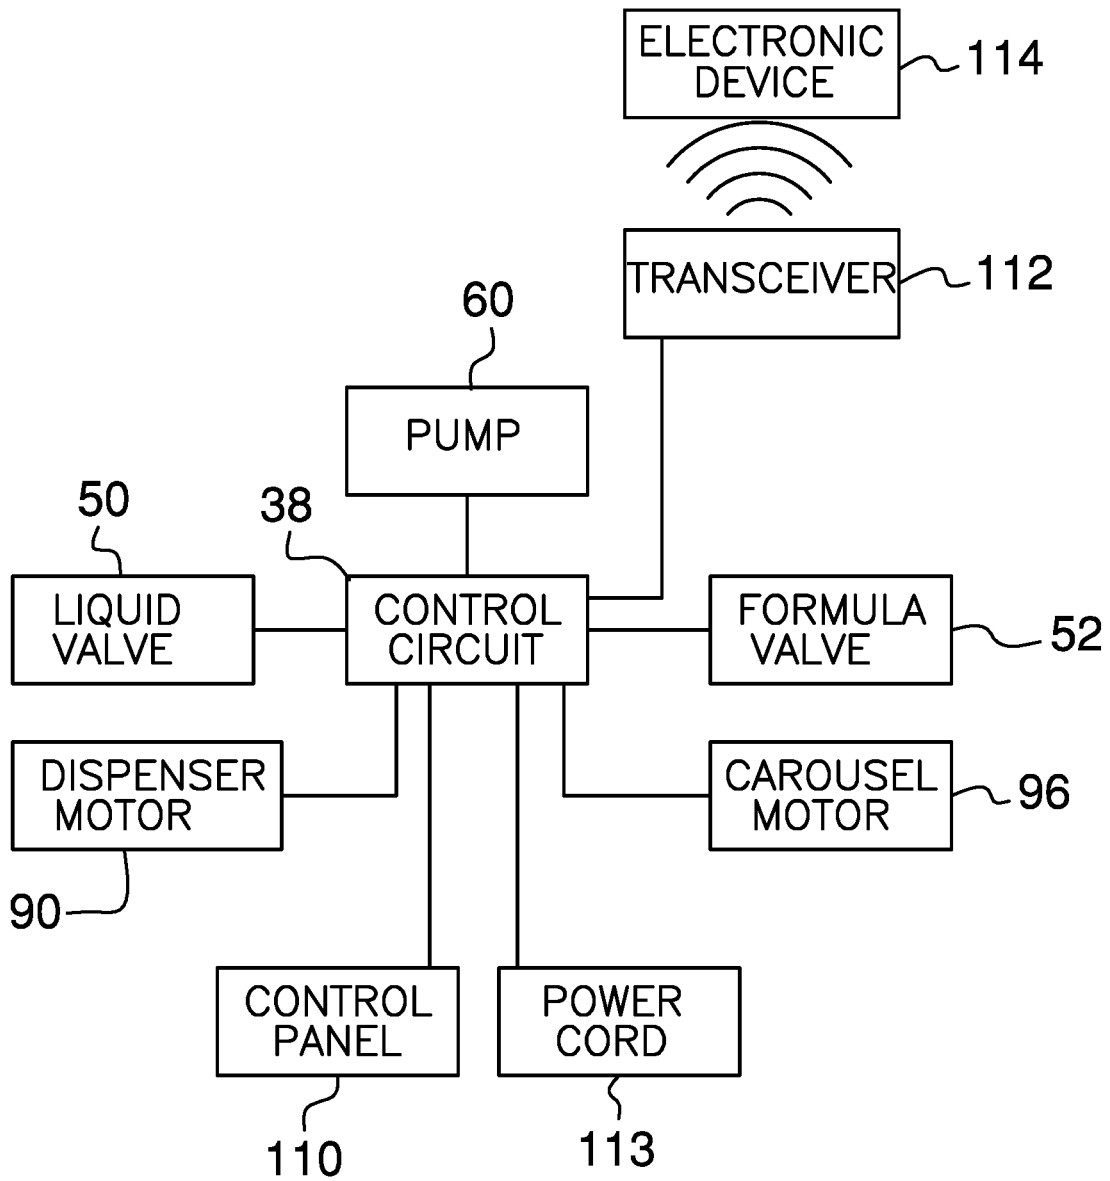 ELECTRONIC
DEVICE
114
TRANSCEIVER
112
60
PUMP
50
38
LIQUID
VALVE
CONTROL
CIRCUIT
FORMULA
VALVE
52
DISPENSER
MOTOR
CAROUSEL
MOTOR
96
90
CONTROL
PANEL
POWER
CORD
110
113